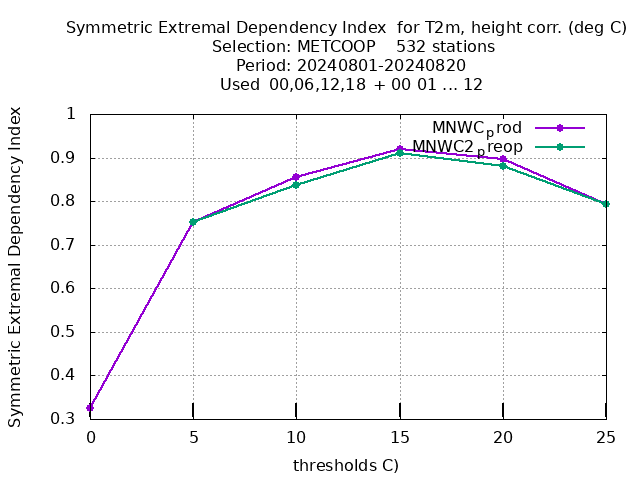 Symmetric Extremal Dependency Index  for T2m, height corr. (deg C)
Selection: METCOOP    532 stations
Period: 20240801-20240820
Used  00,06,12,18  + 00 01 ... 12
Symmetric Extremal Dependency Index
1
0.9
0.8
0.7
0.6
0.5
0.4
0.3
MNWCprod
MNWC2preop
0 5 10 15 20 25
thresholds C)